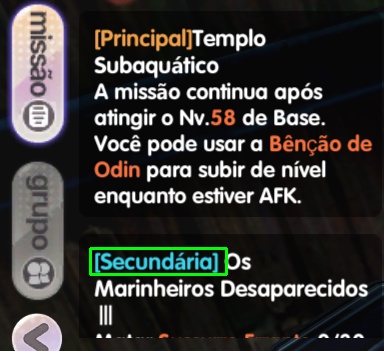 missão
grupo
[Principal]Templo
Subaquático
A missão continua após
atingir o Nv.58 de Base.
Você pode usar a Bênção de
Odin para subir de nível
enquanto estiver AFK.
[Secundária] Os
Marinheiros Desaparecidos
III
Matar